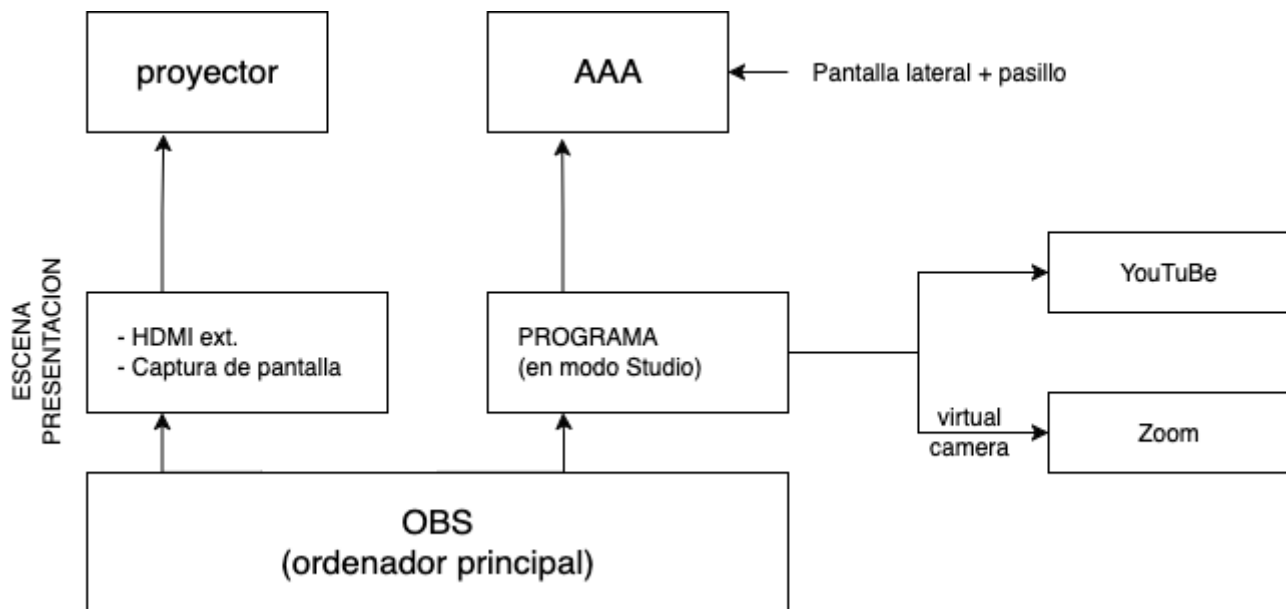 proyector
AAA
Pantalla lateral + pasillo
ESCENA
PRESENTACION
- HDMI ext.
- Captura de pantalla
PROGRAMA
(en modo Studio)
YouTuBe
virtual
camera
Zoom
OBS
(ordenador principal)